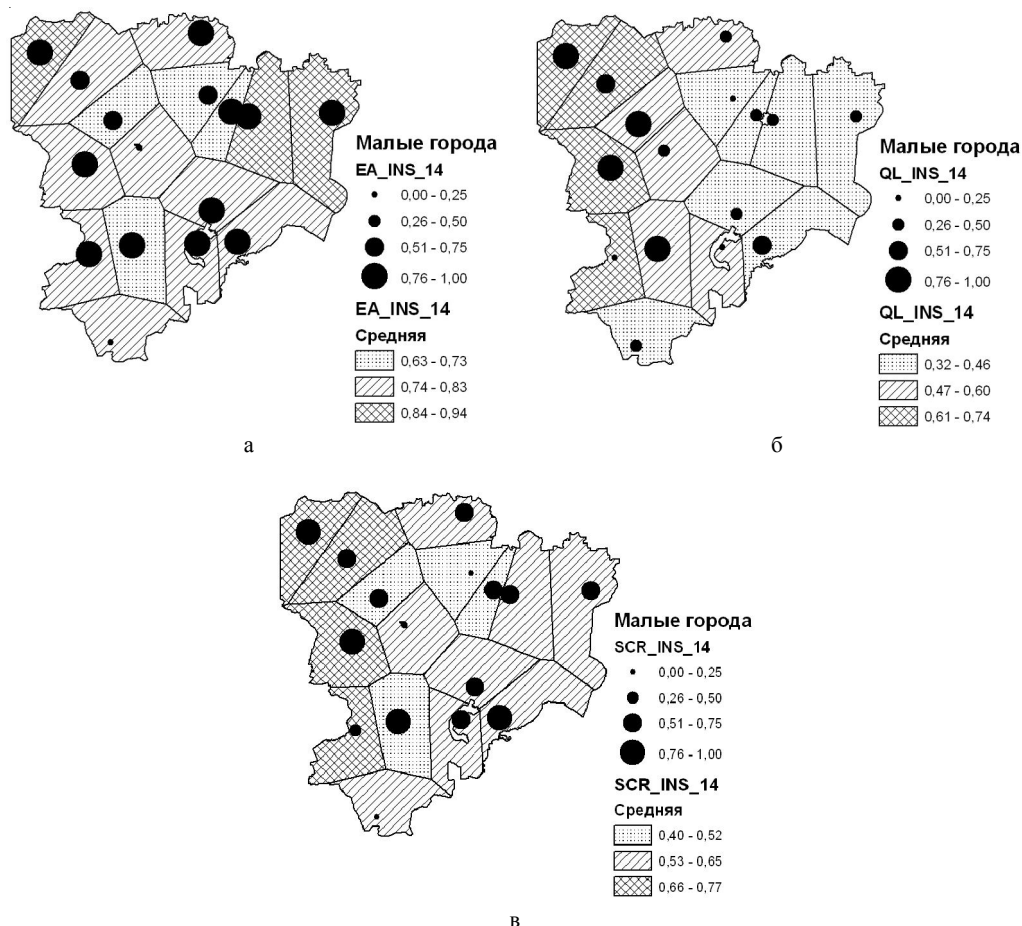 Малые города
EA_INS_14
0,00 - 0,25
0,26 - 0,50
0,51 - 0,75
0,76 - 1,00
EA_INS_14
Средняя
0,63 - 0,73
0,74 - 0,83
0,84 - 0,94
а
Малые города
QL_INS_14
0,00 - 0,25
0,26 - 0,50
0,51 - 0,75
0,76 - 1,00
QL_INS_14
Средняя
0,32 - 0,46
0,47 - 0,60
0,61 - 0,74
б
Малые города
SCR_INS_14
0,00 - 0,25
0,26 - 0,50
0,51 - 0,75
0,76 - 1,00
SCR_INS_14
Средняя
0,40 - 0,52
0,53 - 0,65
0,66 - 0,77
в